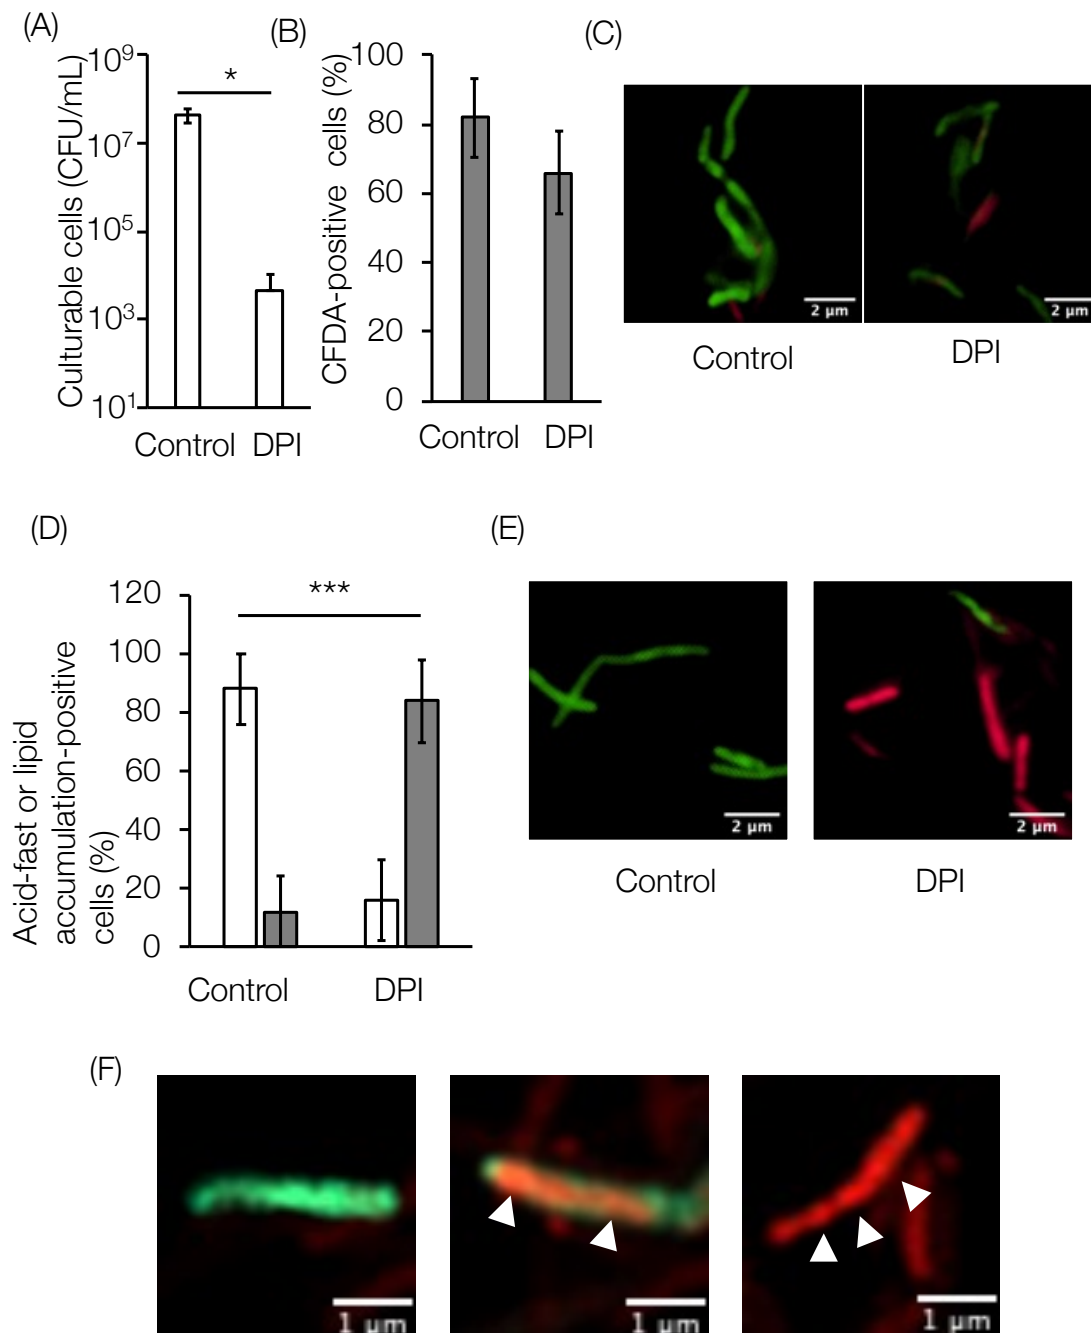 (A)
Culturable cells (CFU/mL)
10⁹
10⁷
10⁵
10³
10¹
*
Control DPI
(B)
CFDA-positive cells (%)
100
80
60
40
20
0
Control DPI
(C)
2 μm
2 μm
Control
DPI
(D)
Acid-fast or lipid
accumulation-positive
cells (%)
120
100
80
60
40
20
0
***
Control DPI
(E)
2 μm
2 μm
Control
DPI
(F)
1 μm
1 μm
1 μm